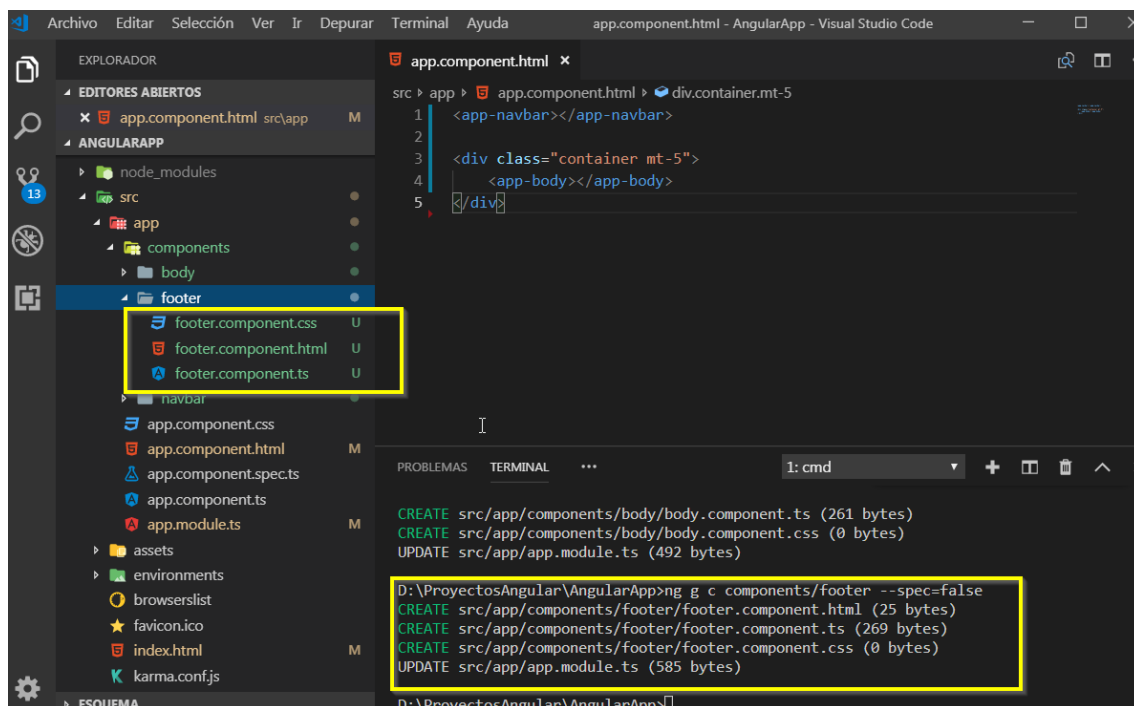 Archivo Editar Selección Ver Ir Depurar Terminal Ayuda app.component.html - AngularApp - Visual Studio Code
EXPLORADOR
EDITORES ABIERTOS
app.component.html src\app M
ANGULARAPP
node_modules
src
app
components
body
footer
footer.component.css U
footer.component.html U
footer.component.ts U
navbar
app.component.css
app.component.html M
app.component.spec.ts
app.component.ts
app.module.ts M
assets
environments
browserslist
favicon.ico
index.html M
karma.conf.js
ESQUEMA
13
app.component.html
src app app.component.html div.container.mt-5
1 <app-navbar></app-navbar>
2
3 <div class="container mt-5">
4 <app-body></app-body>
5 </div>
PROBLEMAS TERMINAL ••• 1: cmd
CREATE src/app/components/body/body.component.ts (261 bytes)
CREATE src/app/components/body/body.component.css (0 bytes)
UPDATE src/app/app.module.ts (492 bytes)
D:\ProyectosAngular\AngularApp>ng g c components/footer --spec=false
CREATE src/app/components/footer/footer.component.html (25 bytes)
CREATE src/app/components/footer/footer.component.ts (269 bytes)
CREATE src/app/components/footer/footer.component.css (0 bytes)
UPDATE src/app/app.module.ts (585 bytes)
D:\ProyectosAngular\AngularApp>